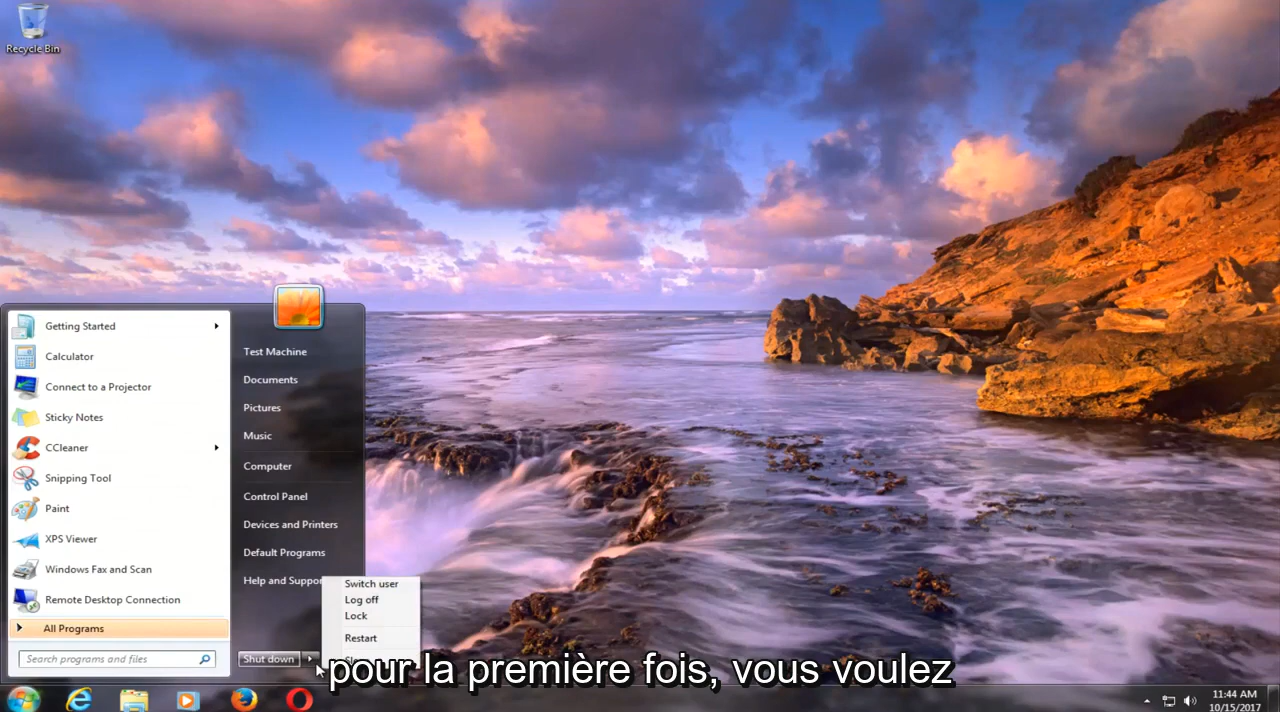 Recycle Bin
Getting Started
Calculator
Connect to a Projector
Sticky Notes
CCleaner
Snipping Tool
Paint
XPS Viewer
Windows Fax and Scan
Remote Desktop Connection
All Programs
Search programs and files
Test Machine
Documents
Pictures
Music
Computer
Control Panel
Devices and Printers
Default Programs
Help and Suppor
Shut down
Switch user
Log off
Lock
Restart
pour la première fois, vous voulez
11:44 AM
10/15/2017